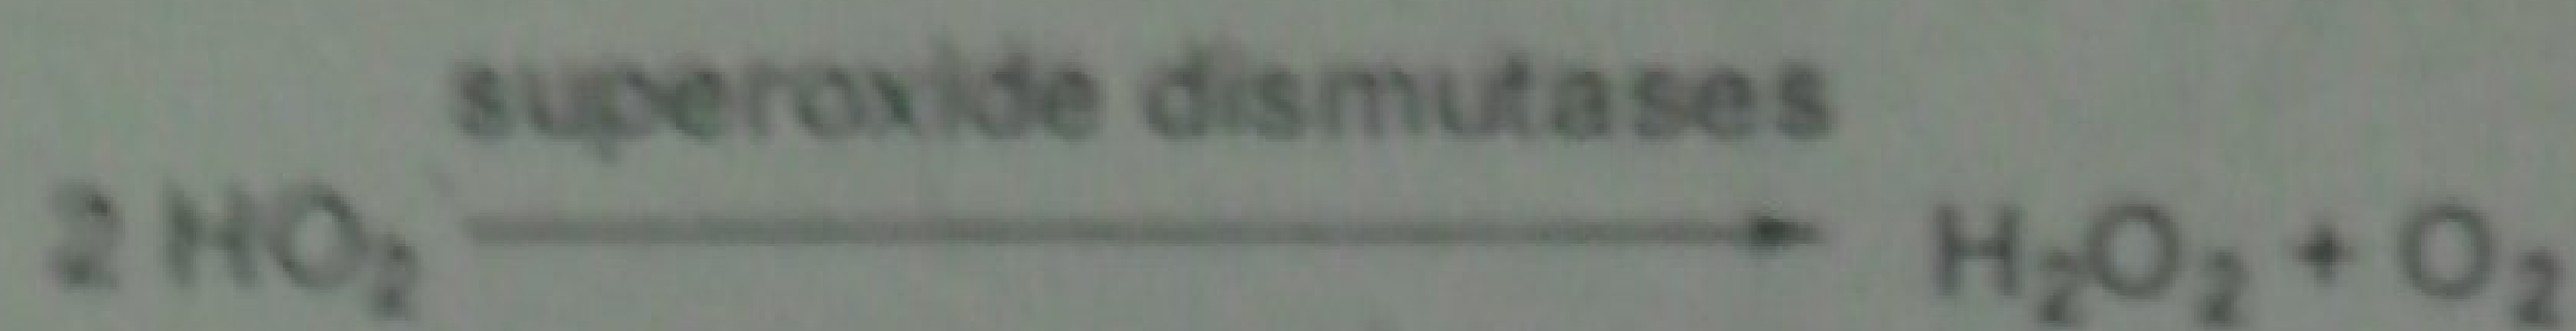 superoxide dismutases
2 HO₂ → H₂O₂ + O₂